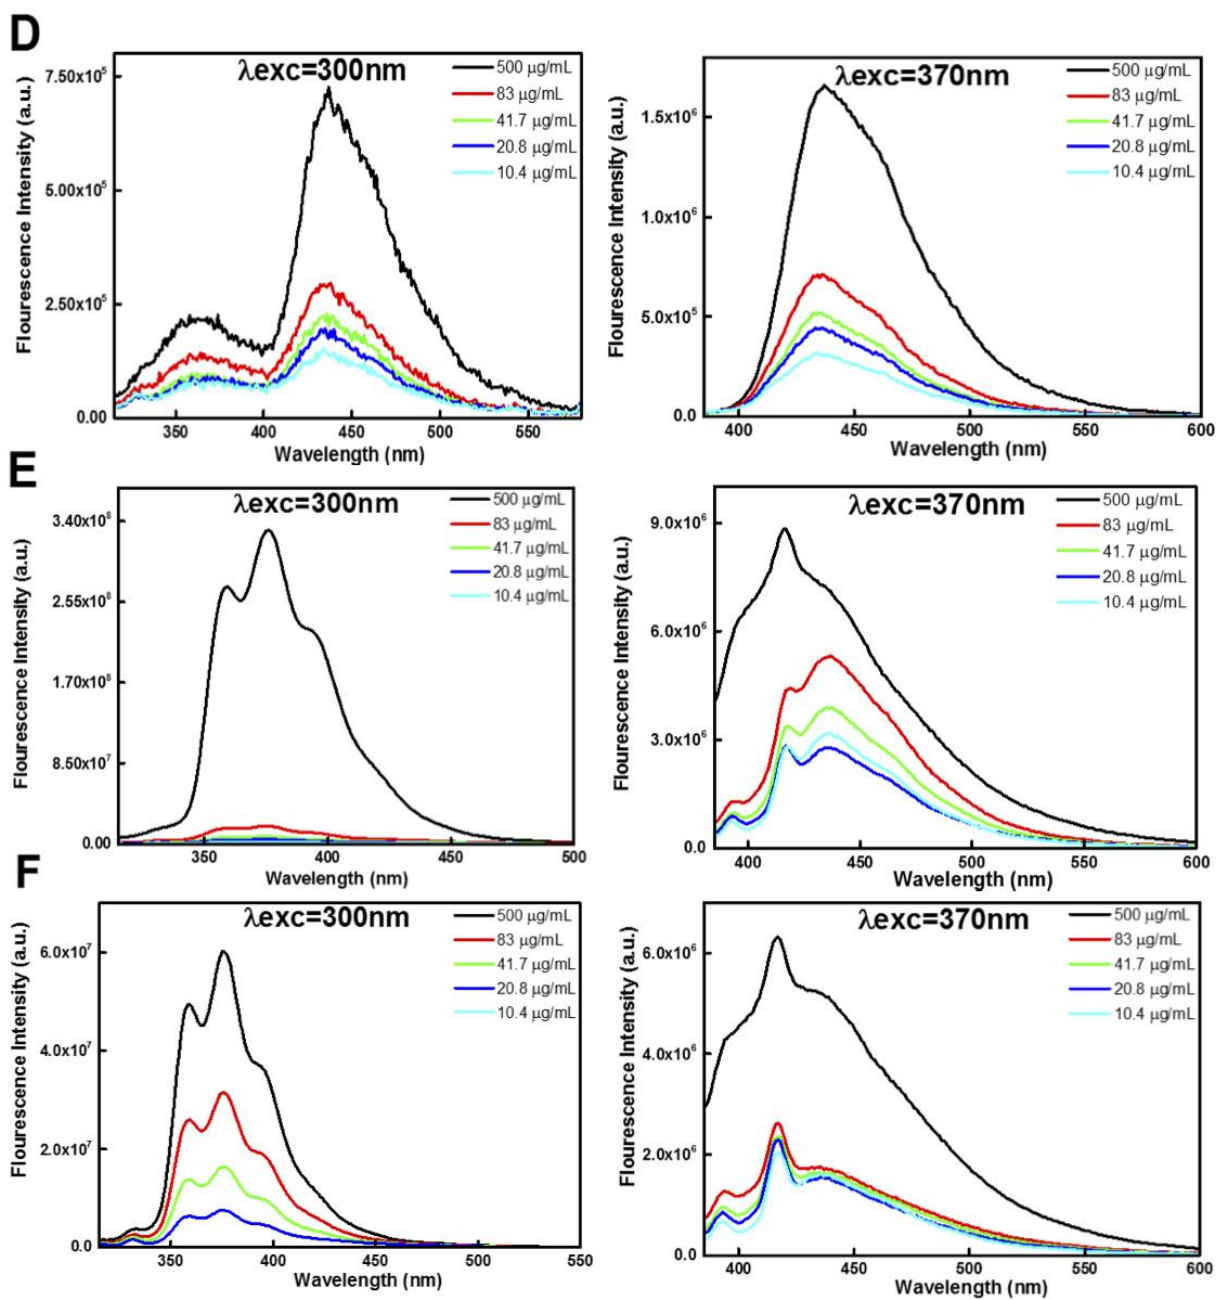 D
λexc=300nm
500 μg/mL
83 μg/mL
41.7 μg/mL
20.8 μg/mL
10.4 μg/mL
Flourescence Intensity (a.u.)
7.50x10⁵
5.00x10⁵
2.50x10⁵
0.00
350 400 450 500 550
Wavelength (nm)
λexc=370nm
500 μg/mL
83 μg/mL
41.7 μg/mL
20.8 μg/mL
10.4 μg/mL
Flourescence Intensity (a.u.)
1.5x10⁶
1.0x10⁶
5.0x10⁵
0.0
400 450 500 550 600
Wavelength (nm)
E
λexc=300nm
500 μg/mL
83 μg/mL
41.7 μg/mL
20.8 μg/mL
10.4 μg/mL
Flourescence Intensity (a.u.)
3.40x10⁸
2.55x10⁸
1.70x10⁸
8.50x10⁷
0.00
350 400 450 500
Wavelength (nm)
λexc=370nm
500 μg/mL
83 μg/mL
41.7 μg/mL
20.8 μg/mL
10.4 μg/mL
Flourescence Intensity (a.u.)
9.0x10⁶
6.0x10⁶
3.0x10⁶
0.0
400 450 500 550 600
Wavelength (nm)
F
λexc=300nm
500 μg/mL
83 μg/mL
41.7 μg/mL
20.8 μg/mL
10.4 μg/mL
Flourescence Intensity (a.u.)
6.0x10⁷
4.0x10⁷
2.0x10⁷
0.0
350 400 450 500 550
Wavelength (nm)
λexc=370nm
500 μg/mL
83 μg/mL
41.7 μg/mL
20.8 μg/mL
10.4 μg/mL
Flourescence Intensity (a.u.)
6.0x10⁶
4.0x10⁶
2.0x10⁶
0.0
400 450 500 550 600
Wavelength (nm)